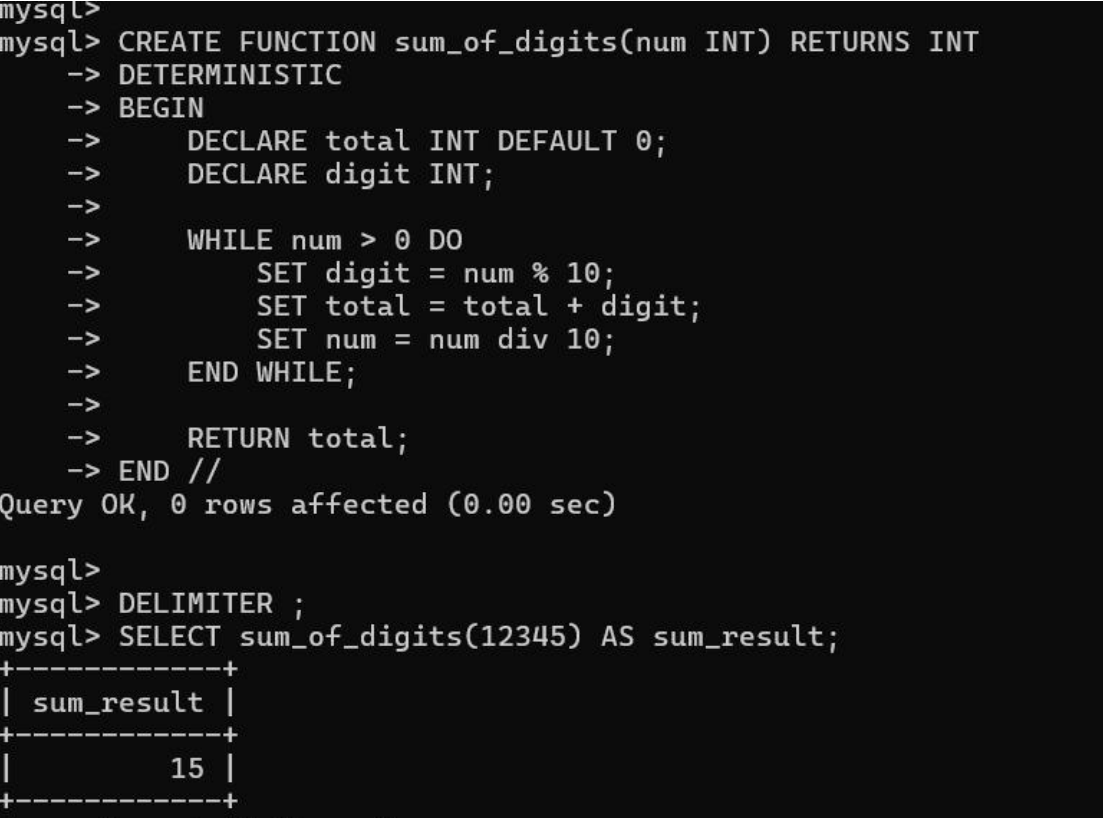 mysql>
mysql> CREATE FUNCTION sum_of_digits(num INT) RETURNS INT
    -> DETERMINISTIC
    -> BEGIN
    ->     DECLARE total INT DEFAULT 0;
    ->     DECLARE digit INT;
    ->
    ->     WHILE num > 0 DO
    ->         SET digit = num % 10;
    ->         SET total = total + digit;
    ->         SET num = num div 10;
    ->     END WHILE;
    ->
    ->     RETURN total;
    -> END //
Query OK, 0 rows affected (0.00 sec)

mysql>
mysql> DELIMITER ;
mysql> SELECT sum_of_digits(12345) AS sum_result;
+------------+
| sum_result |
+------------+
|         15 |
+------------+